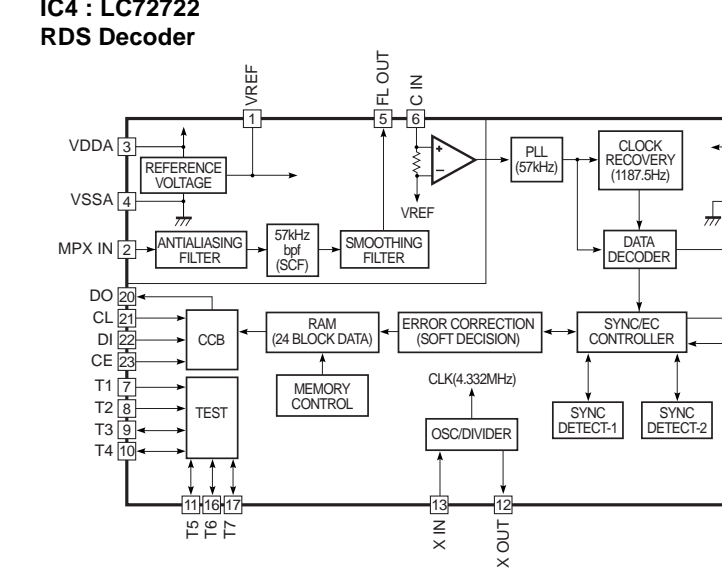 IC4 : LC72722
RDS Decoder
VREF
FL OUT
C IN
1
5
6
VDDA
3
REFERENCE
VOLTAGE
VSSA
4
+
−
VREF
PLL
(57kHz)
CLOCK
RECOVERY
(1187.5Hz)
MPX IN
2
ANTIALIASING
FILTER
57kHz
bpf
(SCF)
SMOOTHING
FILTER
DATA
DECODER
DO
20
CL
21
DI
22
CE
23
CCB
RAM
(24 BLOCK DATA)
ERROR CORRECTION
(SOFT DECISION)
SYNC/EC
CONTROLLER
T1
7
T2
8
T3
9
T4
10
TEST
MEMORY
CONTROL
CLK(4.332MHz)
OSC/DIVIDER
SYNC
DETECT-1
SYNC
DETECT-2
11
16
17
13
12
T5
T6
T7
X IN
X OUT